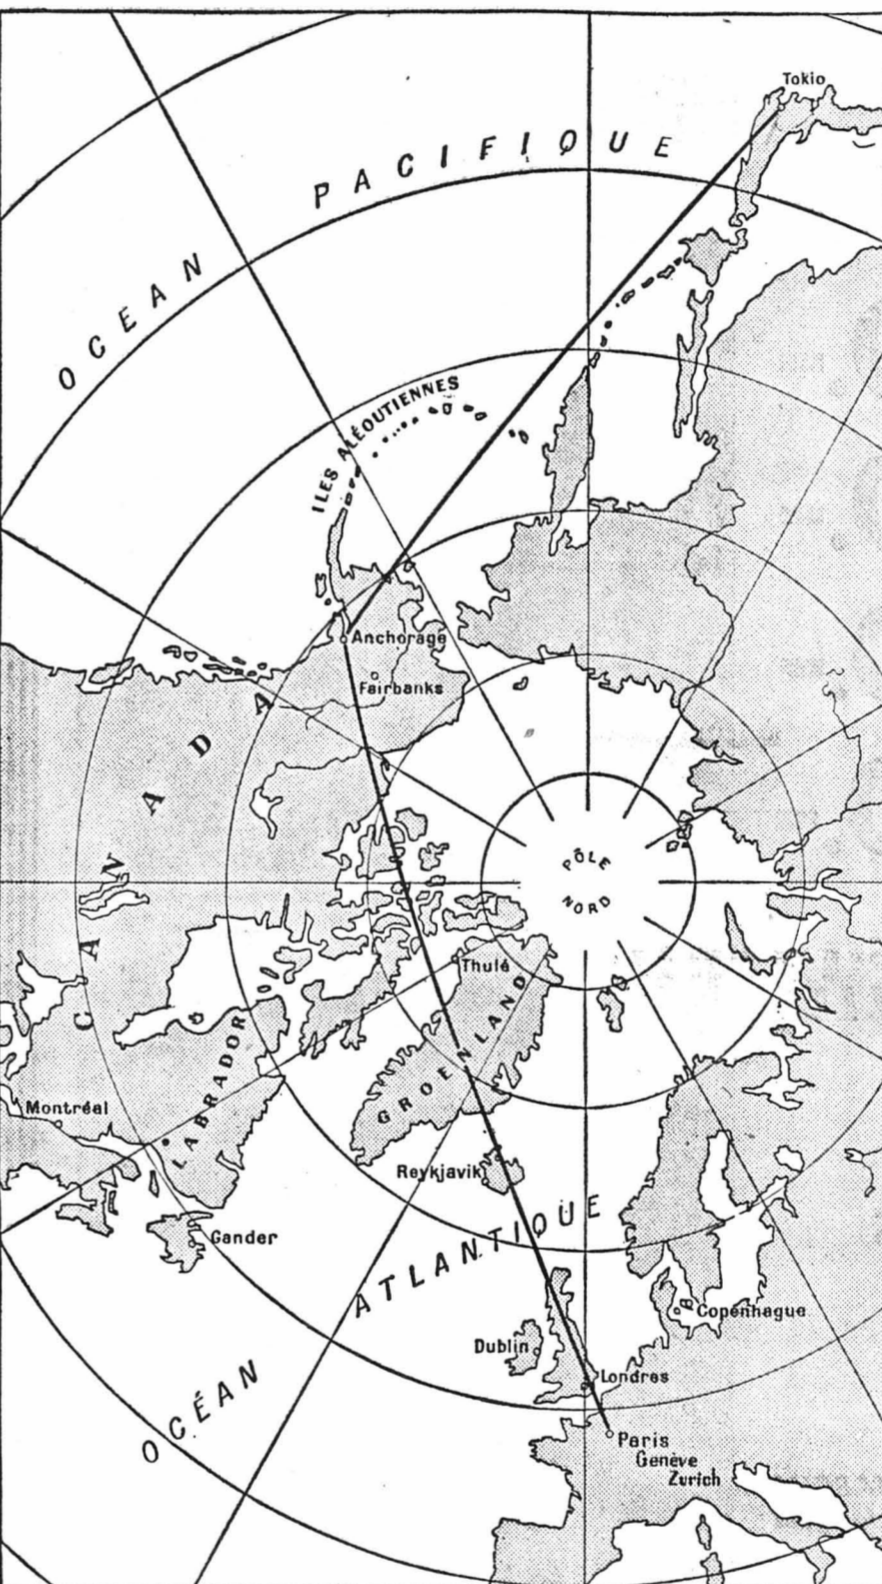 Tokio
OCEAN PACIFIQUE
ILES ALÉOUTIENNES
Anchorage
Fairbanks
CANADA
PÔLE
NORD
Thulé
GROENLAND
LABRADOR
Montréal
Reykjavik
Gander
OCÉAN ATLANTIQUE
Copenhague
Dublin
Londres
Paris
Genève
Zurich